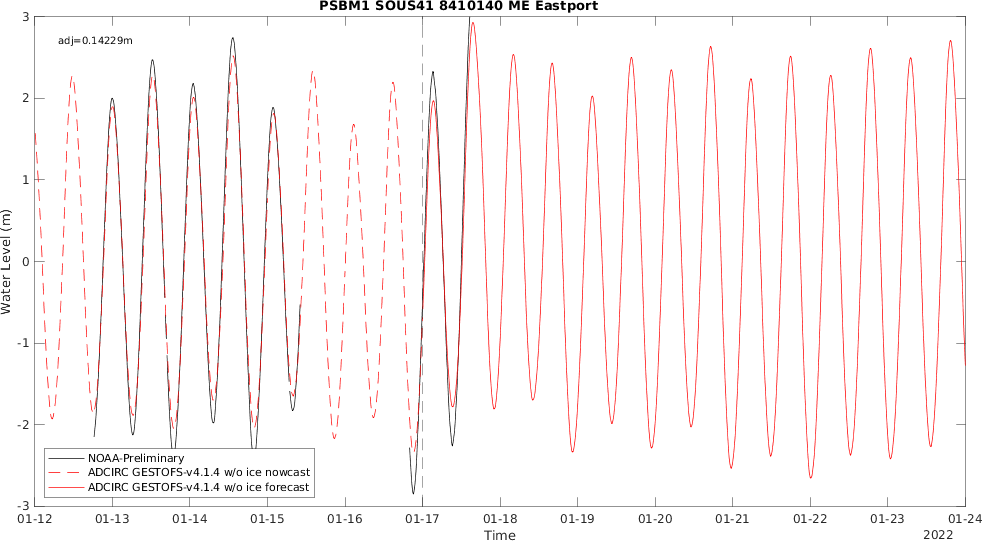 PSBM1 SOUS41 8410140 ME Eastport
adj=0.14229m
3
2
1
0
-1
-2
-3
Water Level (m)
NOAA-Preliminary
ADCIRC GESTOFS-v4.1.4 w/o ice nowcast
ADCIRC GESTOFS-v4.1.4 w/o ice forecast
01-12 01-13 01-14 01-15 01-16 01-17 01-18 01-19 01-20 01-21 01-22 01-23 01-24
Time
2022